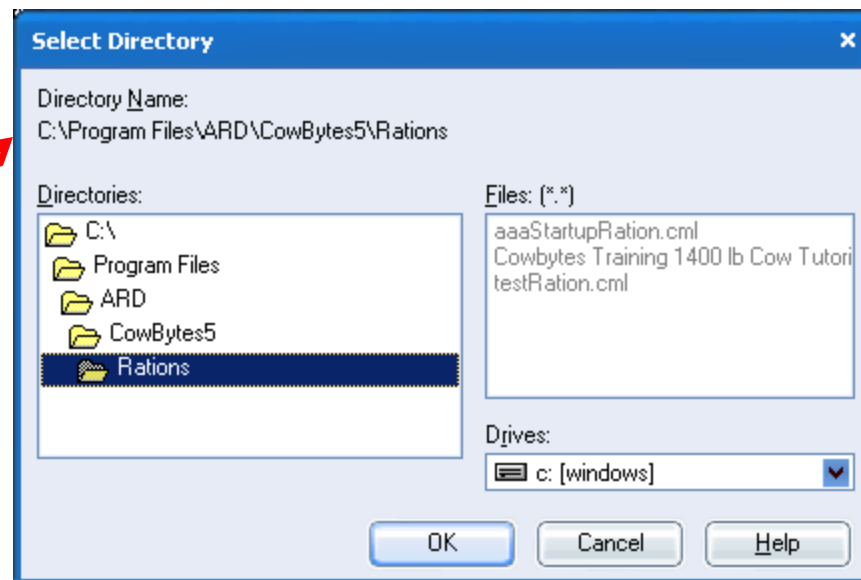 Select Directory
Directory Name:
C:\Program Files\ARD\CowBytes5\Rations
Directories:
C:\
Program Files
ARD
CowBytes5
Rations
Files: (*.*)
aaaStartupRation.cml
Cowbytes Training 1400 lb Cow Tutori
testRation.cml
Drives:
c: [windows]
OK
Cancel
Help